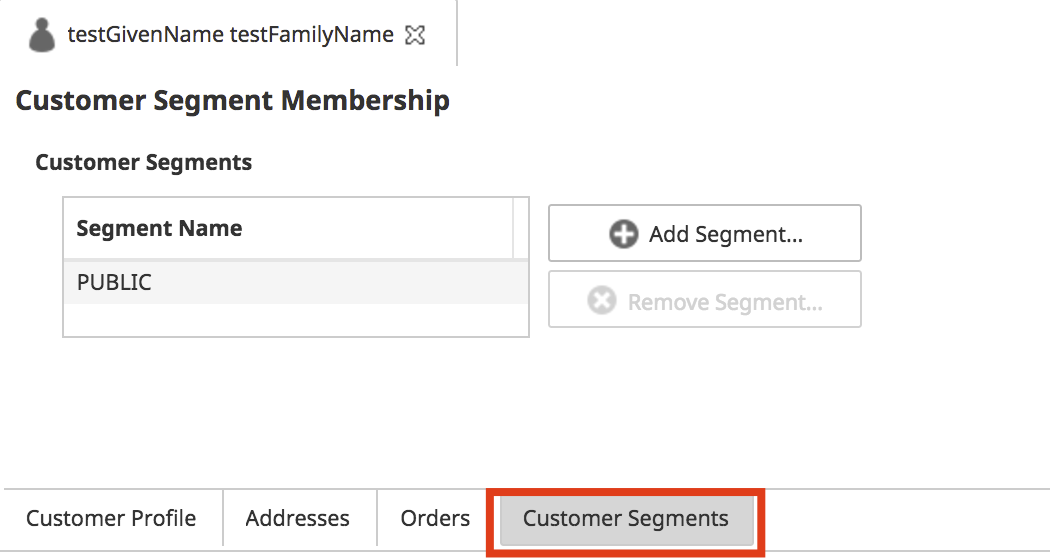 testGivenName testFamilyName
Customer Segment Membership
Customer Segments
Segment Name
PUBLIC
Add Segment...
Remove Segment...
Customer Profile
Addresses
Orders
Customer Segments